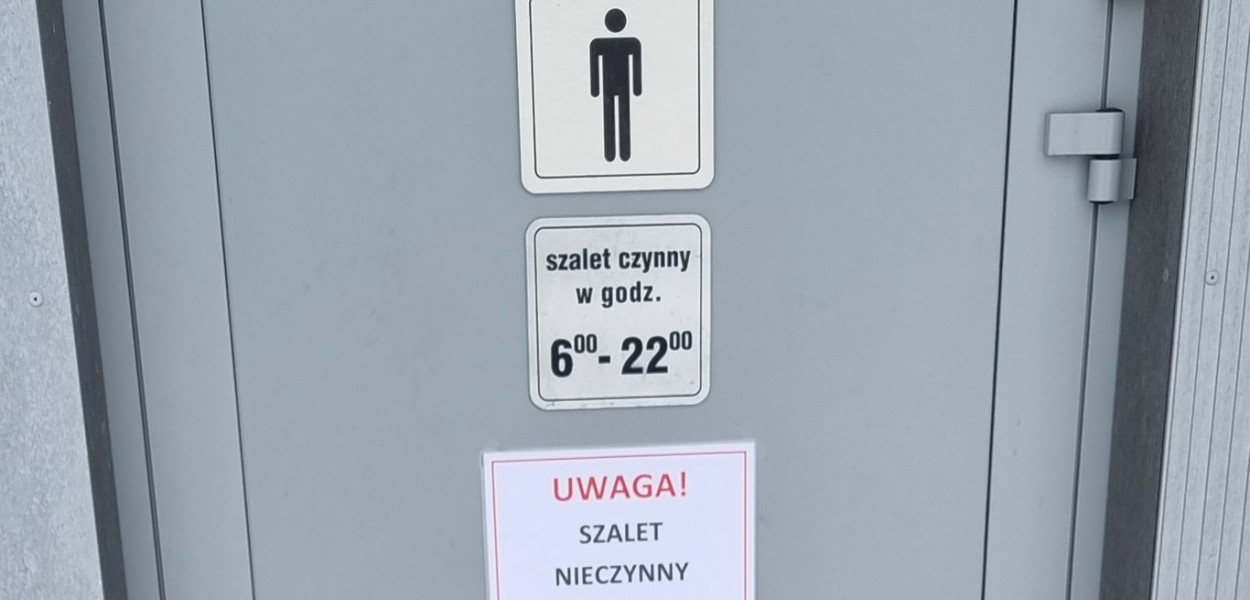 szalet czynny
w godz.
6⁰⁰- 22⁰⁰
UWAGA!
SZALET
NIECZYNNY